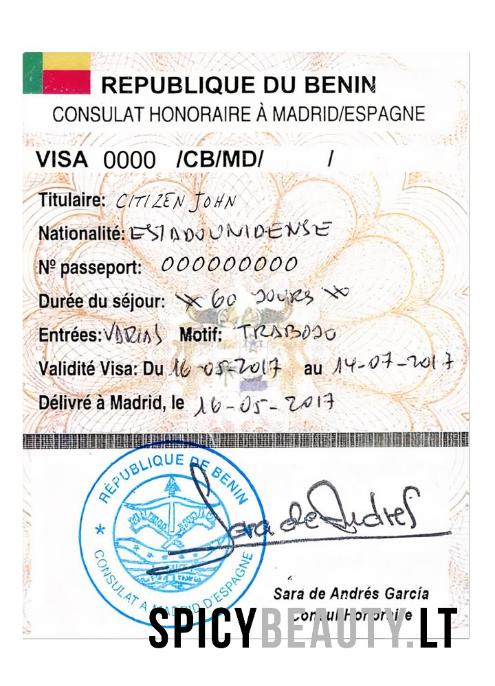 REPUBLIQUE DU BENIN
CONSULAT HONORAIRE À MADRID/ESPAGNE
VISA 0000 /CB/MD/ /
Titulaire: CITIZEN JOHN
Nationalité: ESTADOUNIDENSE
Nº passeport: 000000000
Durée du séjour: 60 JOURS
Entrées: VARIAS Motif: TRABAJO
Validité Visa: Du 16-05-2017 au 14-07-2017
Délivré à Madrid, le 16-05-2017
RÉPUBLIQUE DE BENIN
CONSULAT A MADRID D'ESPAGNE
Sara de Andrés
Sara de Andrés García
Consul Honoraire
SPICYBEAUTY.LT